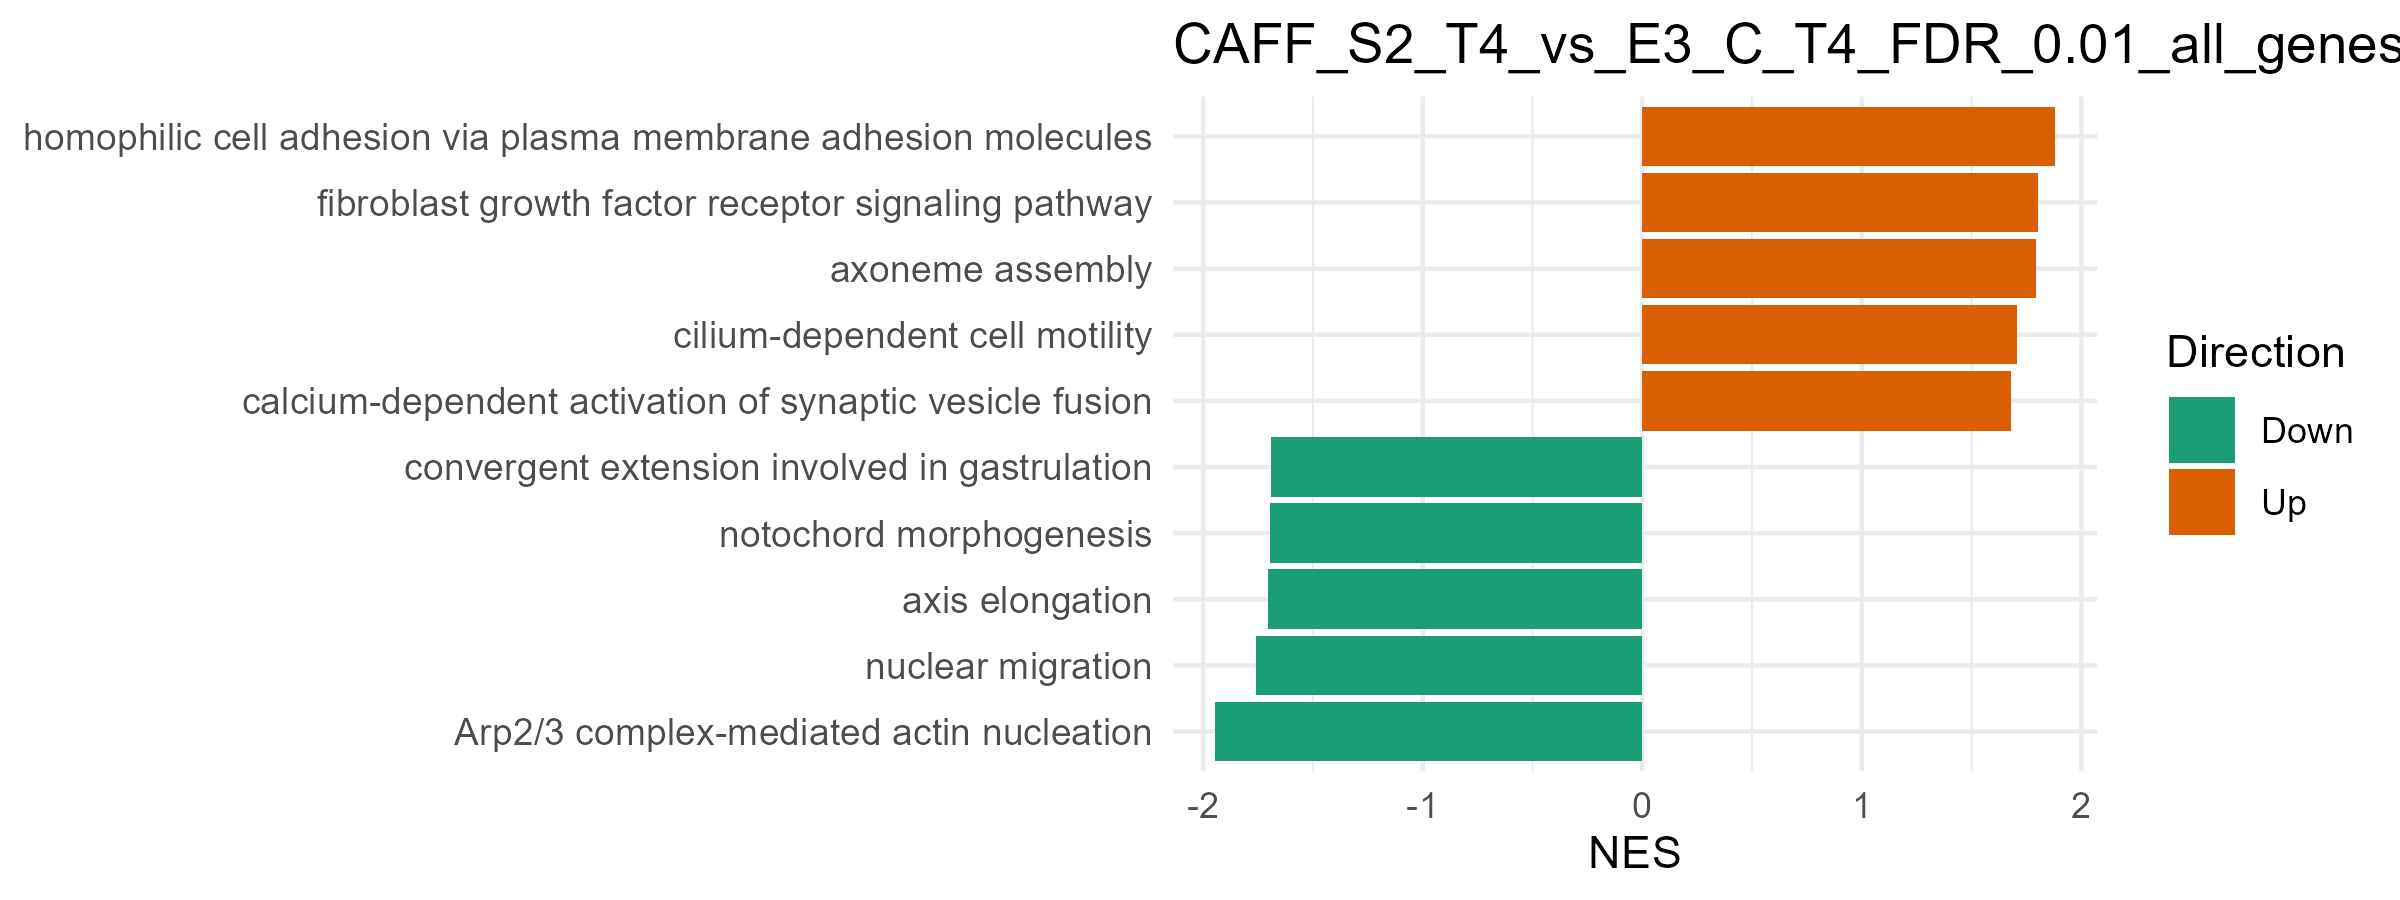 CAFF_S2_T4_vs_E3_C_T4_FDR_0.01_all_genes
homophilic cell adhesion via plasma membrane adhesion molecules
fibroblast growth factor receptor signaling pathway
axoneme assembly
cilium-dependent cell motility
calcium-dependent activation of synaptic vesicle fusion
convergent extension involved in gastrulation
notochord morphogenesis
axis elongation
nuclear migration
Arp2/3 complex-mediated actin nucleation
-2 -1 0 1 2
NES
Direction
Down
Up